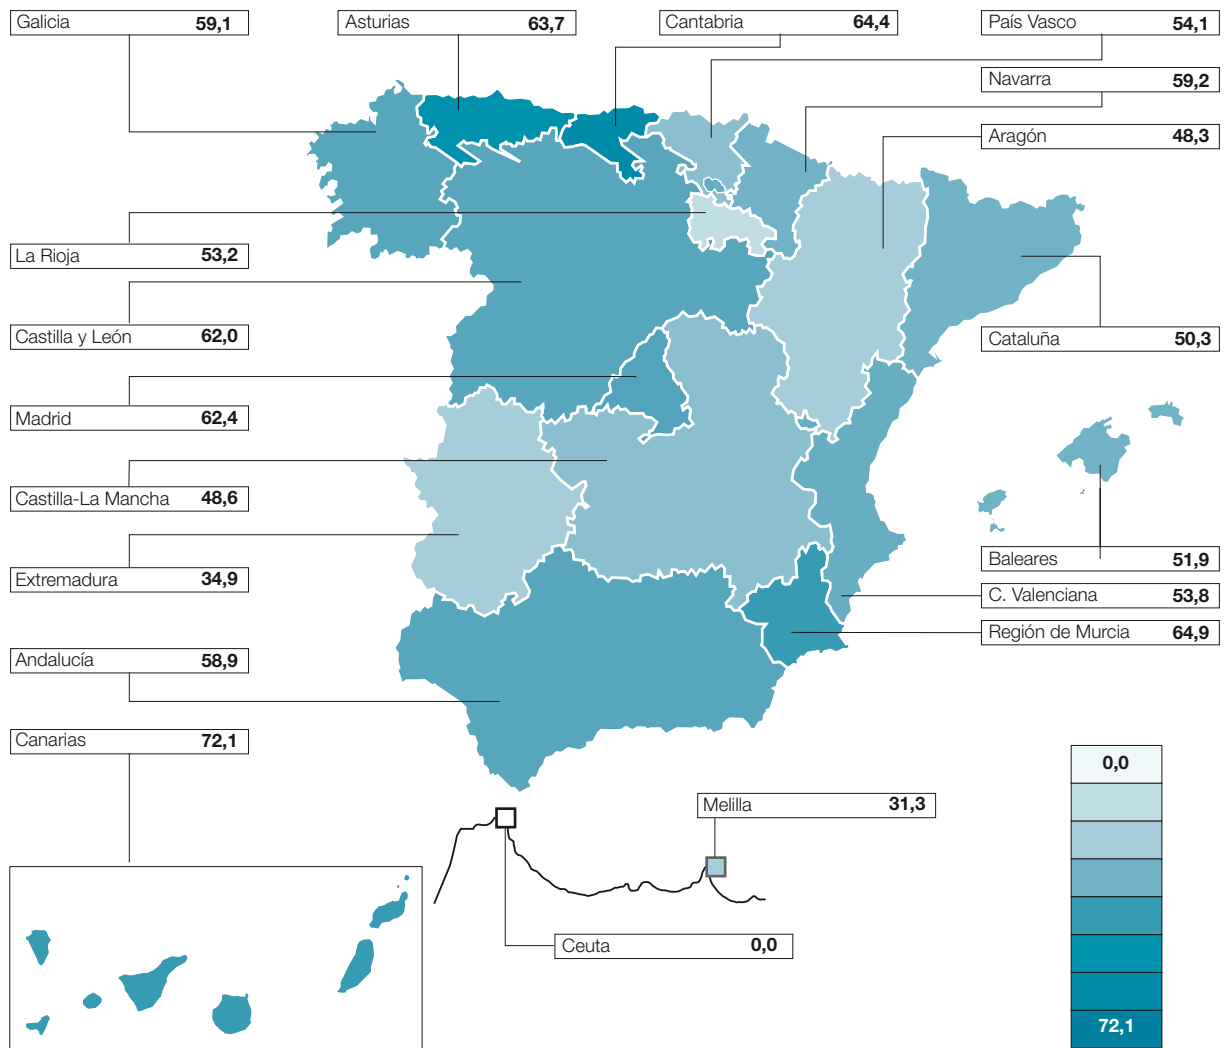 Galicia 59,1
Asturias 63,7
Cantabria 64,4
País Vasco 54,1
Navarra 59,2
Aragón 48,3
La Rioja 53,2
Castilla y León 62,0
Cataluña 50,3
Madrid 62,4
Castilla-La Mancha 48,6
Baleares 51,9
Extremadura 34,9
C. Valenciana 53,8
Región de Murcia 64,9
Andalucía 58,9
Canarias 72,1
0,0
Melilla 31,3
Ceuta 0,0
72,1